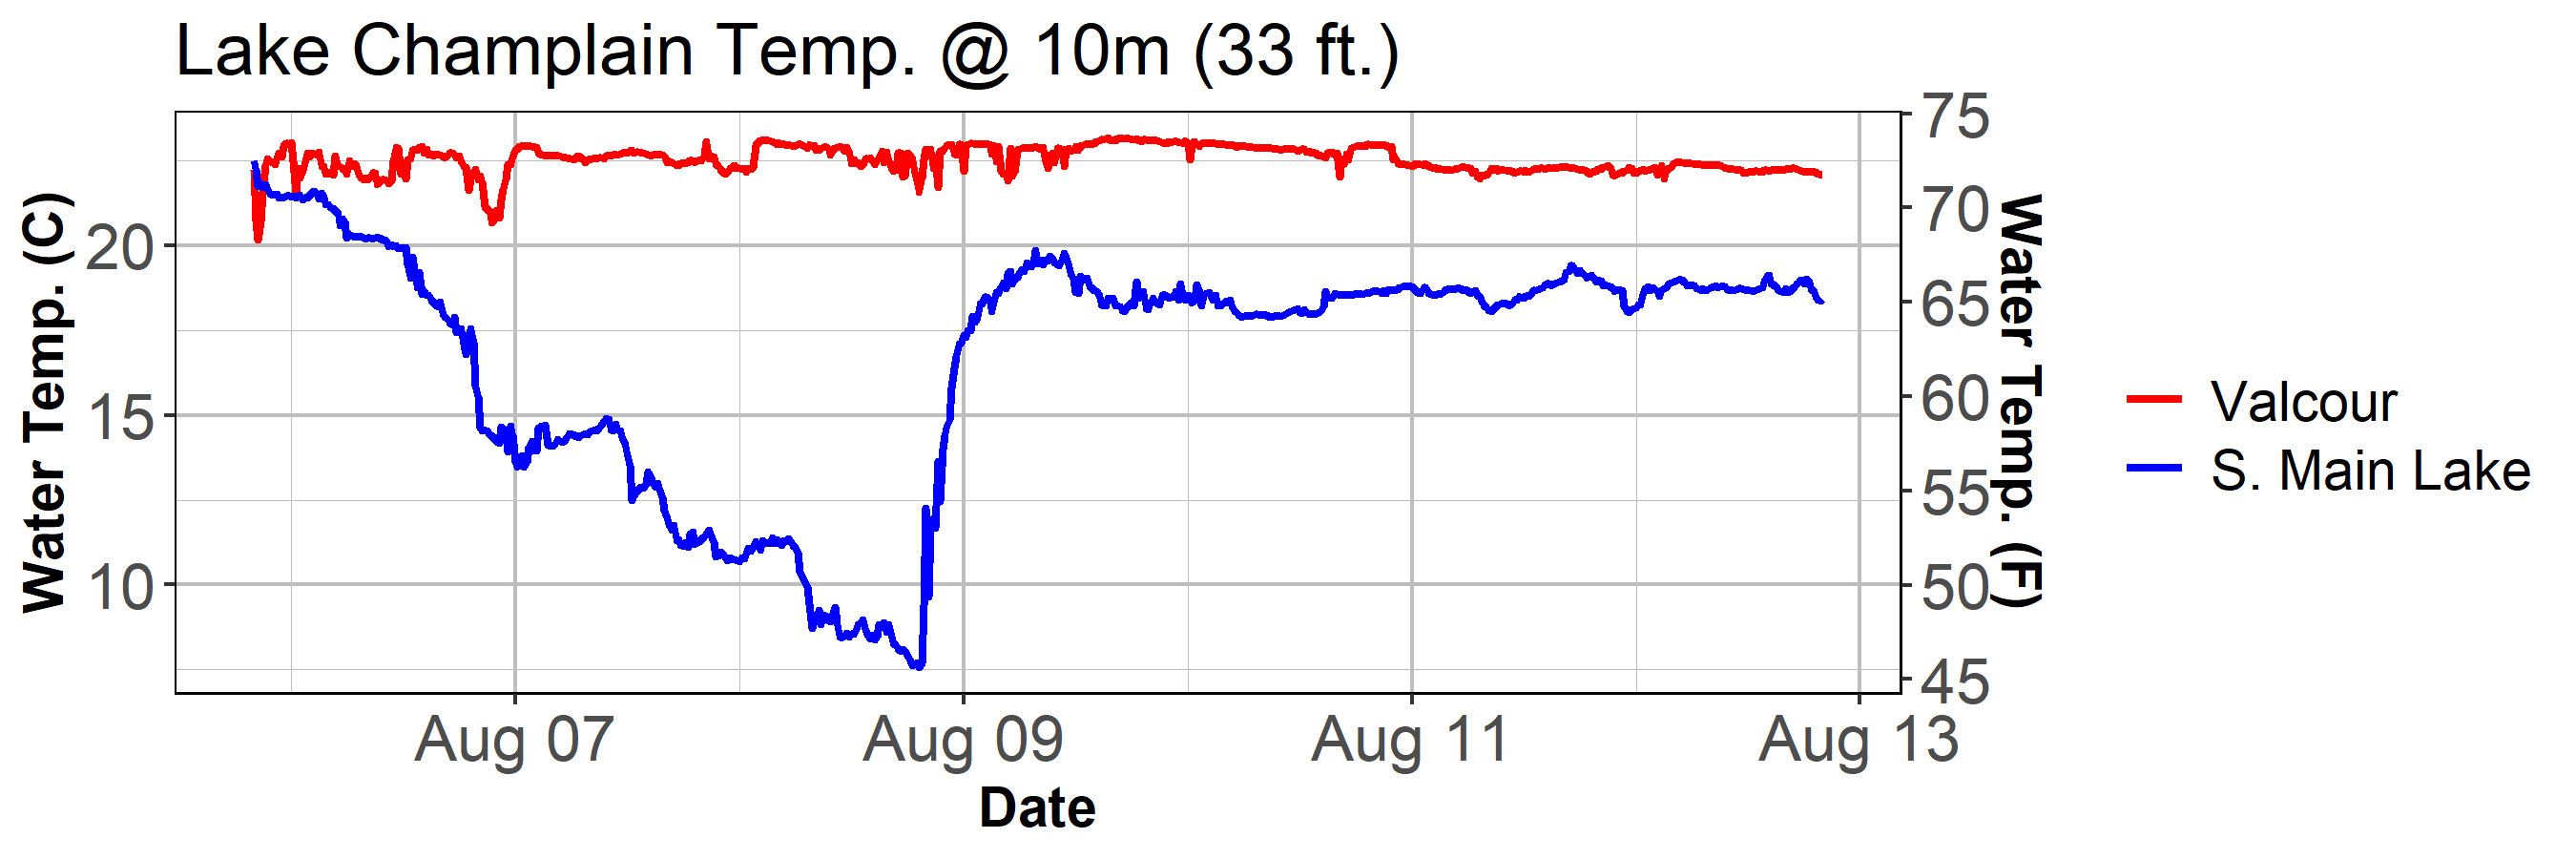 Lake Champlain Temp. @ 10m (33 ft.)
Water Temp. (C)
20
15
10
75
70
65
60
55
50
45
Water Temp. (F)
Aug 07
Aug 09
Aug 11
Aug 13
Date
Valcour
S. Main Lake